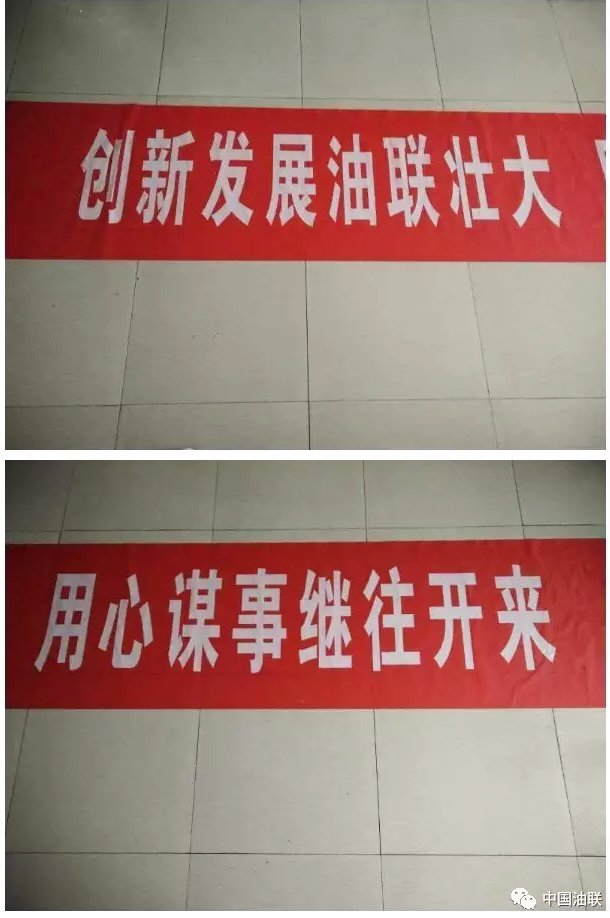 创新发展油联壮大
用心谋事继往开来
中国油联